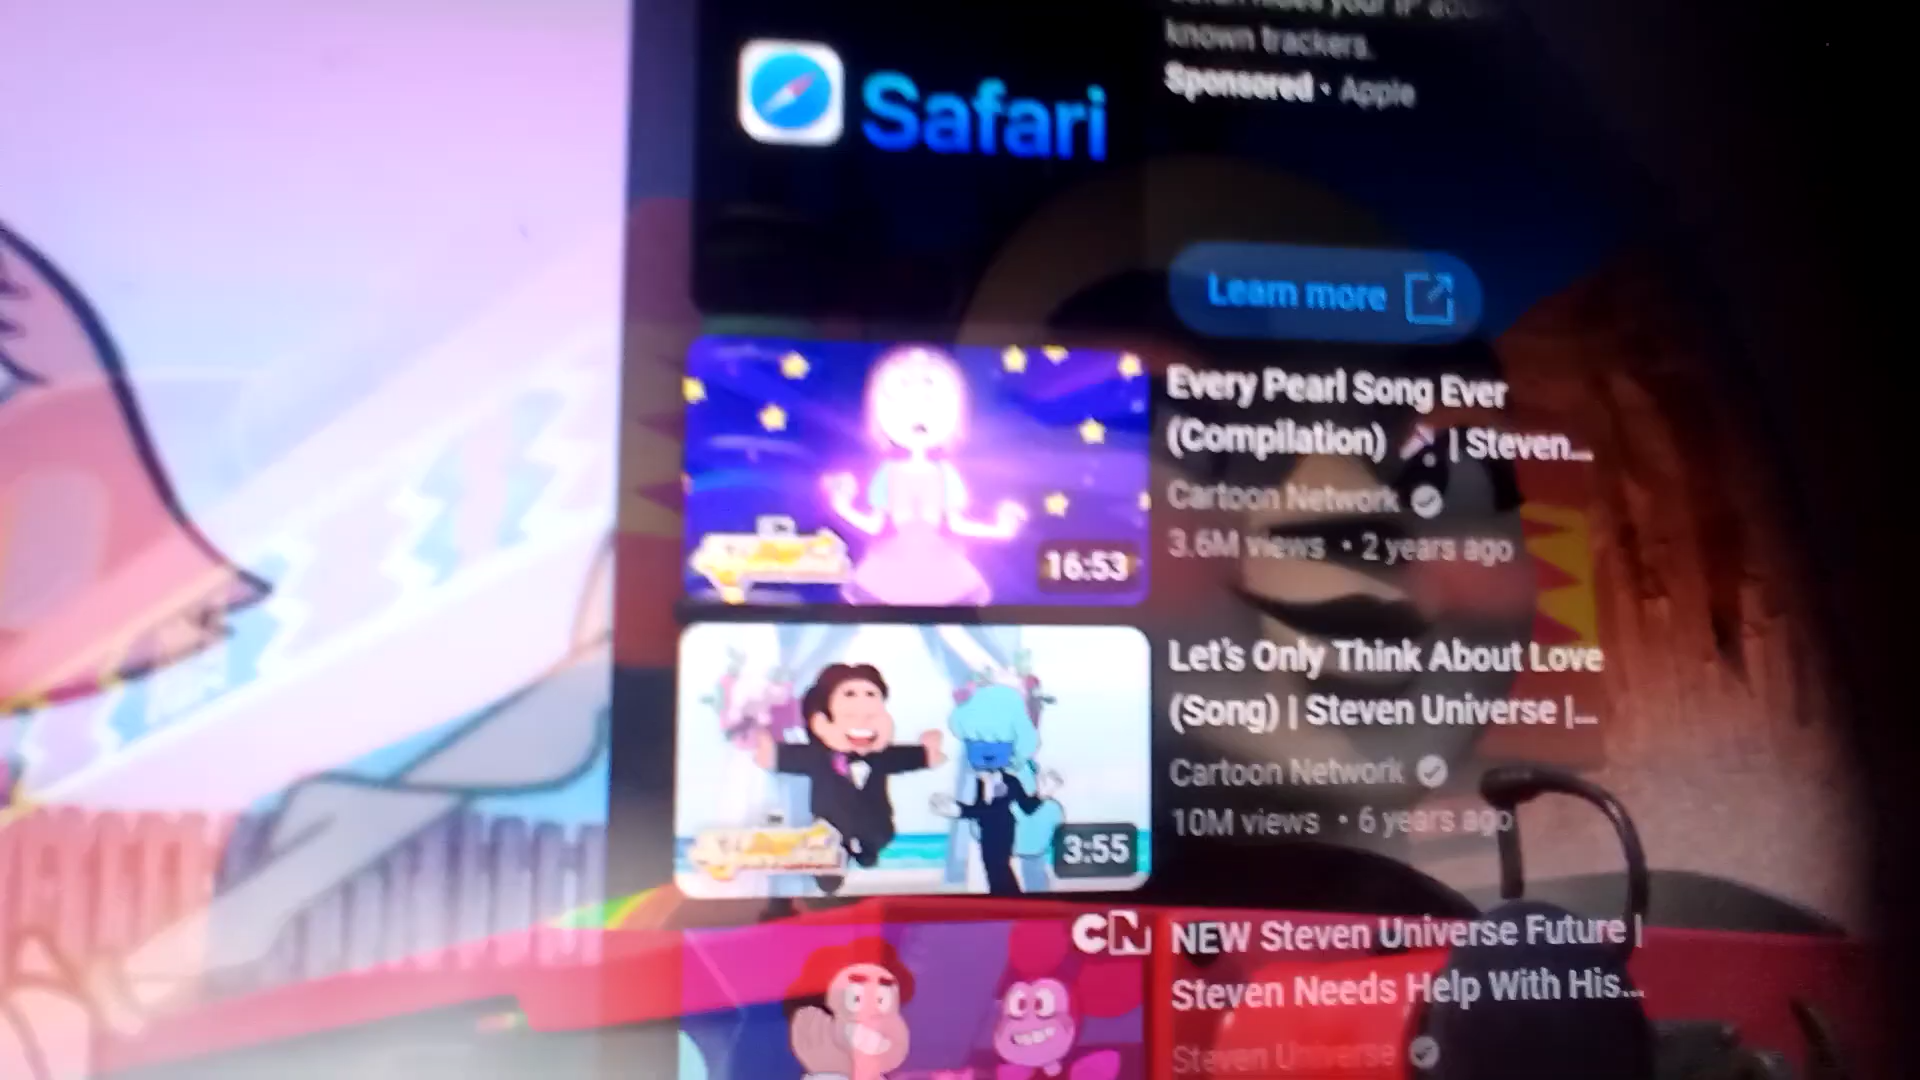 known trackers.
Sponsored • Apple
Safari
Learn more
Every Pearl Song Ever
(Compilation) 🎤 | Steven...
Cartoon Network
3.6M views • 2 years ago
16:53
Let's Only Think About Love
(Song) | Steven Universe |...
Cartoon Network
10M views • 6 years ago
3:55
CN
NEW Steven Universe Future |
Steven Needs Help With His...
Steven Universe